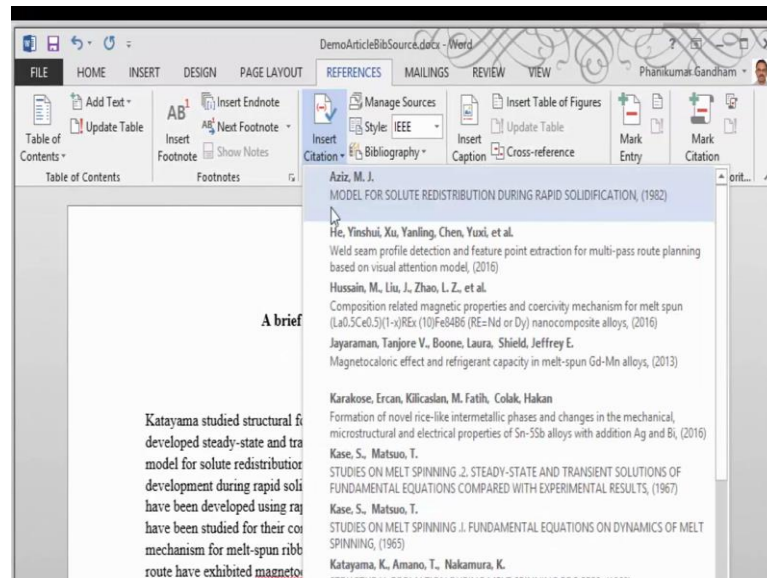 DemoArticleBibSource.docx - Word
FILE HOME INSERT DESIGN PAGE LAYOUT REFERENCES MAILINGS REVIEW VIEW Phanikumar Gandham
Table of Contents
Add Text
Update Table
Table of Contents
AB1 Insert Footnote
Insert Endnote
Next Footnote
Show Notes
Footnotes
Insert Citation
Manage Sources
Style: IEEE
Bibliography
Insert Caption
Insert Table of Figures
Update Table
Cross-reference
Mark Entry
Mark Citation
orit...
Aziz, M. J.
MODEL FOR SOLUTE REDISTRIBUTION DURING RAPID SOLIDIFICATION, (1982)
He, Yinshui, Xu, Yanling, Chen, Yuxi, et al.
Weld seam profile detection and feature point extraction for multi-pass route planning
based on visual attention model, (2016)
Hussain, M., Liu, J., Zhao, L. Z., et al.
Composition related magnetic properties and coercivity mechanism for melt spun
(La0.5Ce0.5)(1-x)REx (10)Fe84B6 (RE=Nd or Dy) nanocomposite alloys, (2016)
Jayaraman, Tanjore V., Boone, Laura, Shield, Jeffrey E.
Magnetocaloric effect and refrigerant capacity in melt-spun Gd-Mn alloys, (2013)
Karakose, Ercan, Kilicaslan, M. Fatih, Colak, Hakan
Formation of novel rice-like intermetallic phases and changes in the mechanical,
microstructural and electrical properties of Sn-5Sb alloys with addition Ag and Bi, (2016)
Kase, S., Matsuo, T.
STUDIES ON MELT SPINNING .2. STEADY-STATE AND TRANSIENT SOLUTIONS OF
FUNDAMENTAL EQUATIONS COMPARED WITH EXPERIMENTAL RESULTS, (1967)
Kase, S., Matsuo, T.
STUDIES ON MELT SPINNING .I. FUNDAMENTAL EQUATIONS ON DYNAMICS OF MELT
SPINNING, (1965)
Katayama, K., Amano, T., Nakamura, K.
A brief
Katayama studied structural fo
developed steady-state and tra
model for solute redistribution
development during rapid soli
have been developed using rap
have been studied for their co
mechanism for melt-spun ribb
route have exhibited magneto